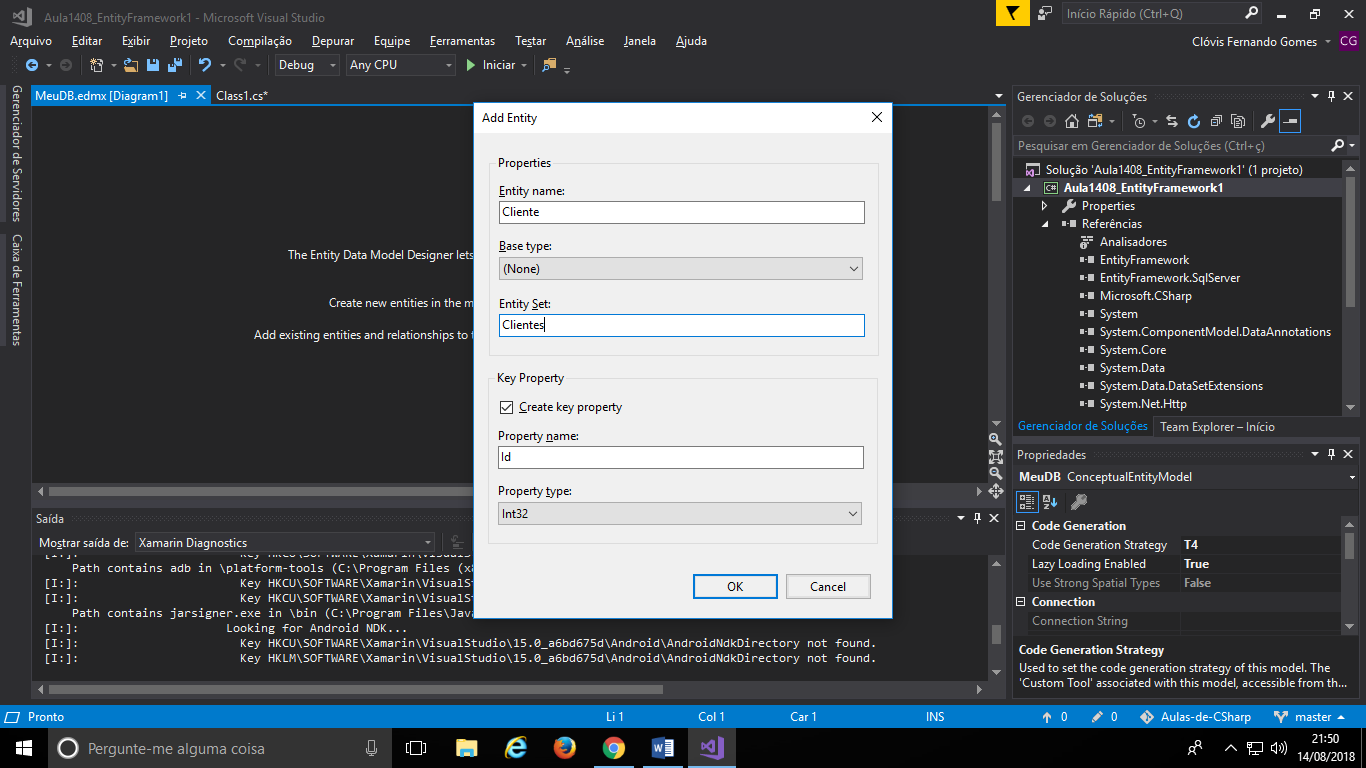 Aula1408_EntityFramework1 - Microsoft Visual Studio
Início Rápido (Ctrl+Q)
Arquivo Editar Exibir Projeto Compilação Depurar Equipe Ferramentas Testar Análise Janela Ajuda
Clóvis Fernando Gomes CG
Debug Any CPU Iniciar
Gerenciador de Servidores
Caixa de Ferramentas
MeuDB.edmx [Diagram1] Class1.cs*
The Entity Data Model Designer lets
Create new entities in the m
Add existing entities and relationships to
Add Entity
Properties
Entity name:
Cliente
Base type:
(None)
Entity Set:
Clientes
Key Property
Create key property
Property name:
Id
Property type:
Int32
OK Cancel
Saída
Mostrar saída de: Xamarin Diagnostics
[I:]: Key HKCU\SOFTWARE\Xamarin\VisualSt
Path contains adb in \platform-tools (C:\Program Files (x8
[I:]: Key HKCU\SOFTWARE\Xamarin\VisualSt
[I:]: Key HKCU\SOFTWARE\Xamarin\VisualSt
Path contains jarsigner.exe in \bin (C:\Program Files\Java
[I:]: Looking for Android NDK...
[I:]: Key HKCU\SOFTWARE\Xamarin\VisualStudio\15.0_a6bd675d\Android\AndroidNdkDirectory not found.
[I:]: Key HKLM\SOFTWARE\Xamarin\VisualStudio\15.0_a6bd675d\Android\AndroidNdkDirectory not found.
Gerenciador de Soluções
Pesquisar em Gerenciador de Soluções (Ctrl+ç)
Solução 'Aula1408_EntityFramework1' (1 projeto)
Aula1408_EntityFramework1
Properties
Referências
Analisadores
EntityFramework
EntityFramework.SqlServer
Microsoft.CSharp
System
System.ComponentModel.DataAnnotations
System.Core
System.Data
System.Data.DataSetExtensions
System.Net.Http
Gerenciador de Soluções Team Explorer – Início
Propriedades
MeuDB ConceptualEntityModel
Code Generation
Code Generation Strategy T4
Lazy Loading Enabled True
Use Strong Spatial Types False
Connection
Connection String
Code Generation Strategy
Used to set the code generation strategy of this model. The
'Custom Tool' associated with this model, accessible from th...
Pronto Li 1 Col 1 Car 1 INS 0 0 Aulas-de-CSharp master
Pergunte-me alguma coisa
21:50
14/08/2018